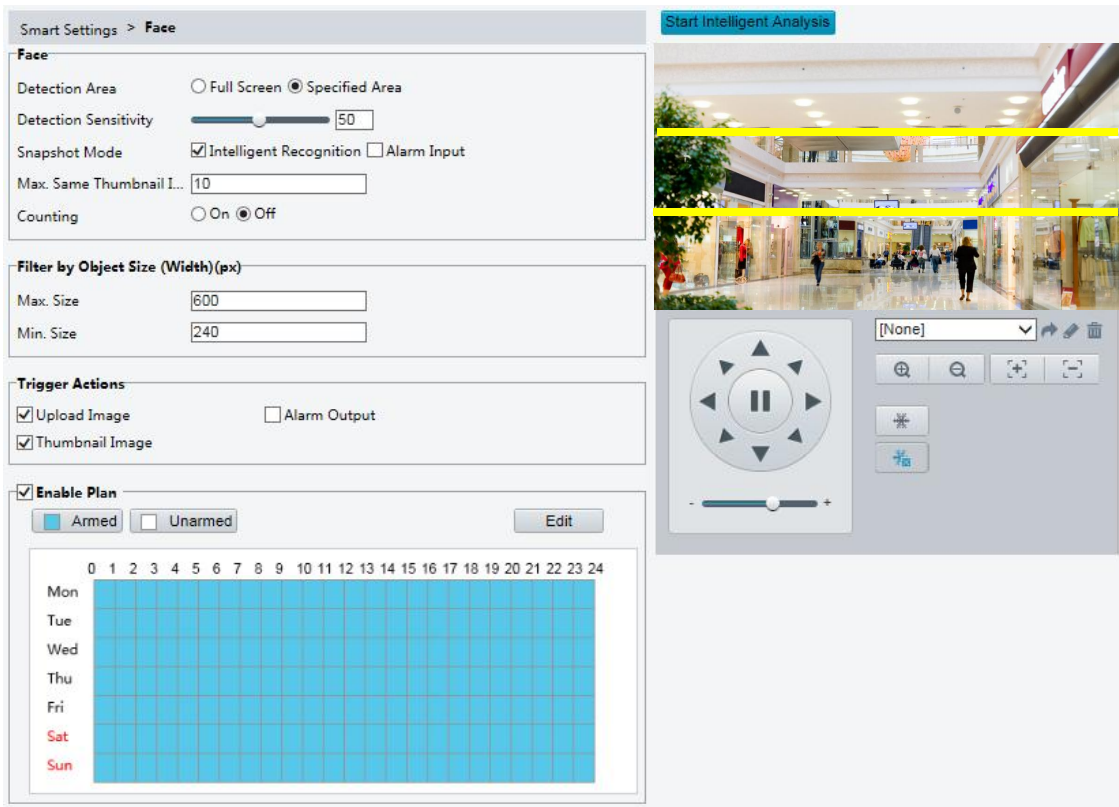 Smart Settings > Face
Start Intelligent Analysis
Face
Detection Area Full Screen Specified Area
Detection Sensitivity 50
Snapshot Mode Intelligent Recognition Alarm Input
Max. Same Thumbnail I... 10
Counting On Off
Filter by Object Size (Width)(px)
Max. Size 600
Min. Size 240
Trigger Actions
Upload Image Alarm Output
Thumbnail Image
Enable Plan
Armed Unarmed Edit
0 1 2 3 4 5 6 7 8 9 10 11 12 13 14 15 16 17 18 19 20 21 22 23 24
Mon
Tue
Wed
Thu
Fri
Sat
Sun
[None]
- +